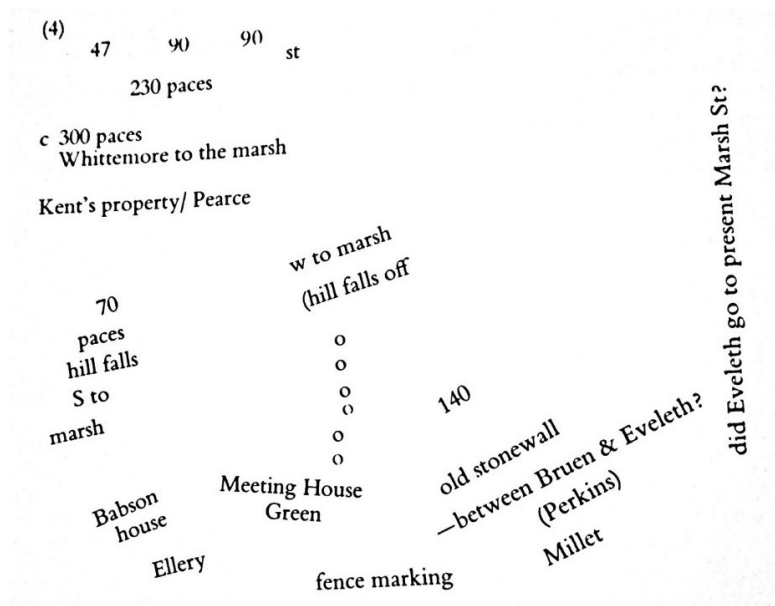 (4)
47 90 90 st
230 paces
c 300 paces
Whittemore to the marsh
Kent's property/ Pearce
w to marsh
(hill falls off
70
paces
hill falls
S to
marsh
o
o
o
o
o
o
140
old stonewall
—between Bruen & Eveleth?
(Perkins)
Millet
Meeting House
Green
Babson
house
Ellery
fence marking
did Eveleth go to present Marsh St?